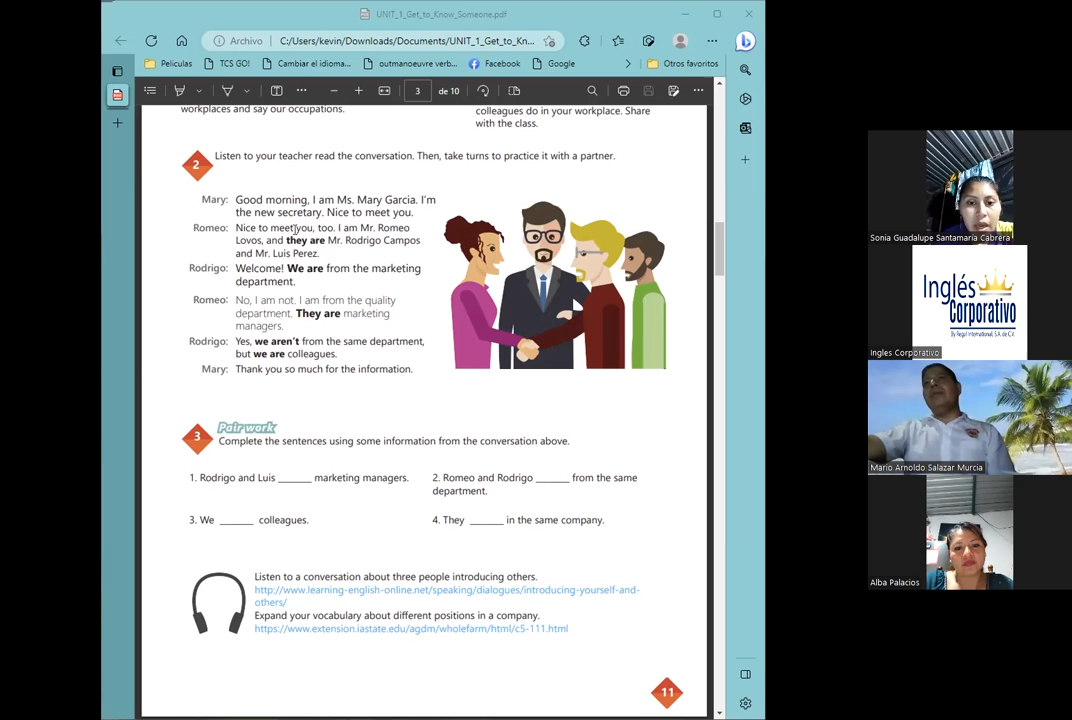 UNIT_1_Get_to_Know_Someone.pdf
Archivo
C:/Users/kevin/Downloads/Documents/UNIT_1_Get_to_Kn...
Peliculas
TCS GO!
Cambiar el idioma...
outmanoeuvre verb...
Facebook
Google
Otros favoritos
3
de 10
workplaces and say our occupations.
colleagues do in your workplace. Share
with the class.
2
Listen to your teacher read the conversation. Then, take turns to practice it with a partner.
Mary: Good morning, I am Ms. Mary Garcia. I'm
the new secretary. Nice to meet you.
Romeo: Nice to meet you, too. I am Mr. Romeo
Lovos, and they are Mr. Rodrigo Campos
and Mr. Luis Perez.
Rodrigo: Welcome! We are from the marketing
department.
Romeo: No, I am not. I am from the quality
department. They are marketing
managers.
Rodrigo: Yes, we aren't from the same department,
but we are colleagues.
Mary: Thank you so much for the information.
3
Pair work
Complete the sentences using some information from the conversation above.
1. Rodrigo and Luis ______ marketing managers.
2. Romeo and Rodrigo ______ from the same
department.
3. We ______ colleagues.
4. They ______ in the same company.
Listen to a conversation about three people introducing others.
http://www.learning-english-online.net/speaking/dialogues/introducing-yourself-and-
others/
Expand your vocabulary about different positions in a company.
https://www.extension.iastate.edu/agdm/wholefarm/html/c5-111.html
11
Sonia Guadalupe Santamaría Cabrera
Inglés
Corporativo
By Regal International, S.A. de C.V.
Ingles Corporativo
Mario Arnoldo Salazar Murcia
Alba Palacios